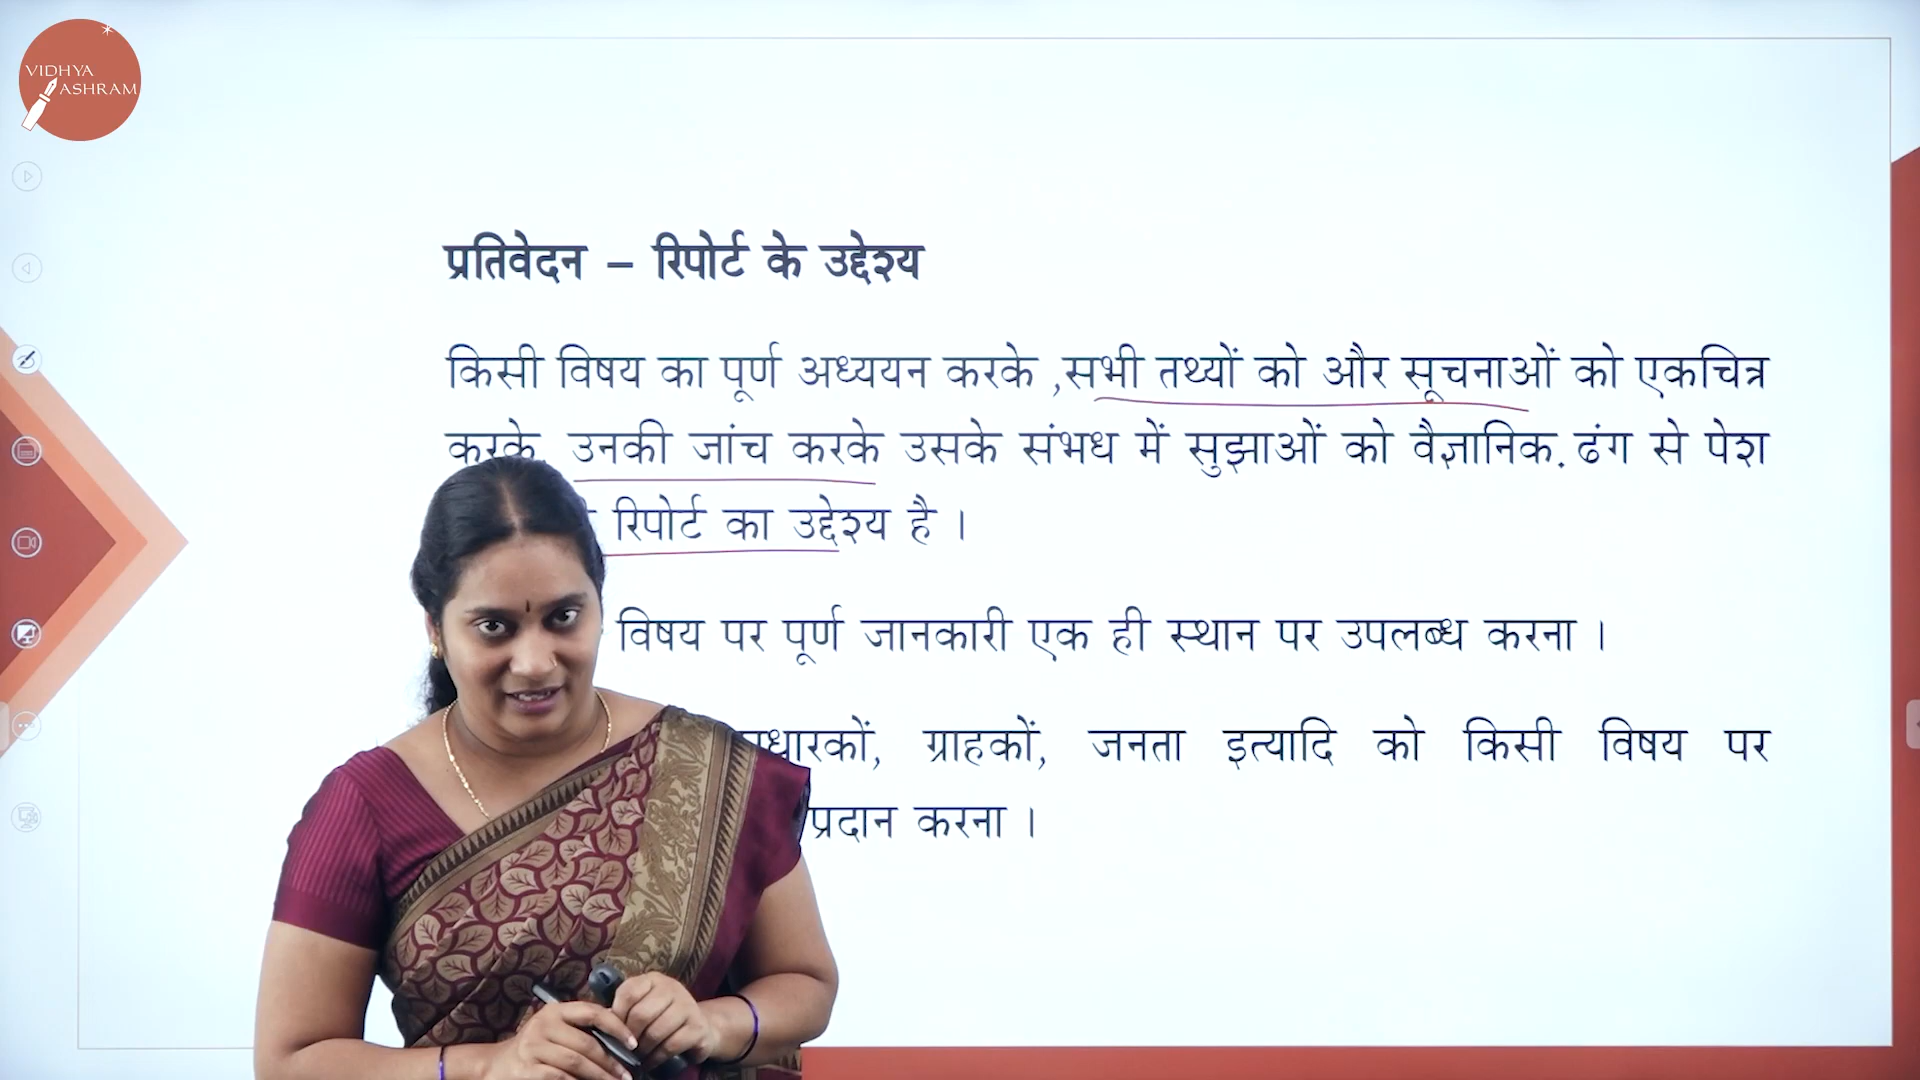 VIDHYA
ASHRAM
प्रतिवेदन – रिपोर्ट के उद्देश्य
किसी विषय का पूर्ण अध्ययन करके ,सभी तथ्यों को और सूचनाओं को एकचित्र
करके, उनकी जांच करके उसके संभध में सुझाओं को वैज्ञानिक.ढंग से पेश
रिपोर्ट का उद्देश्य है ।
विषय पर पूर्ण जानकारी एक ही स्थान पर उपलब्ध करना ।
ग्राहकों, जनता इत्यादि को किसी विषय पर
प्रदान करना ।